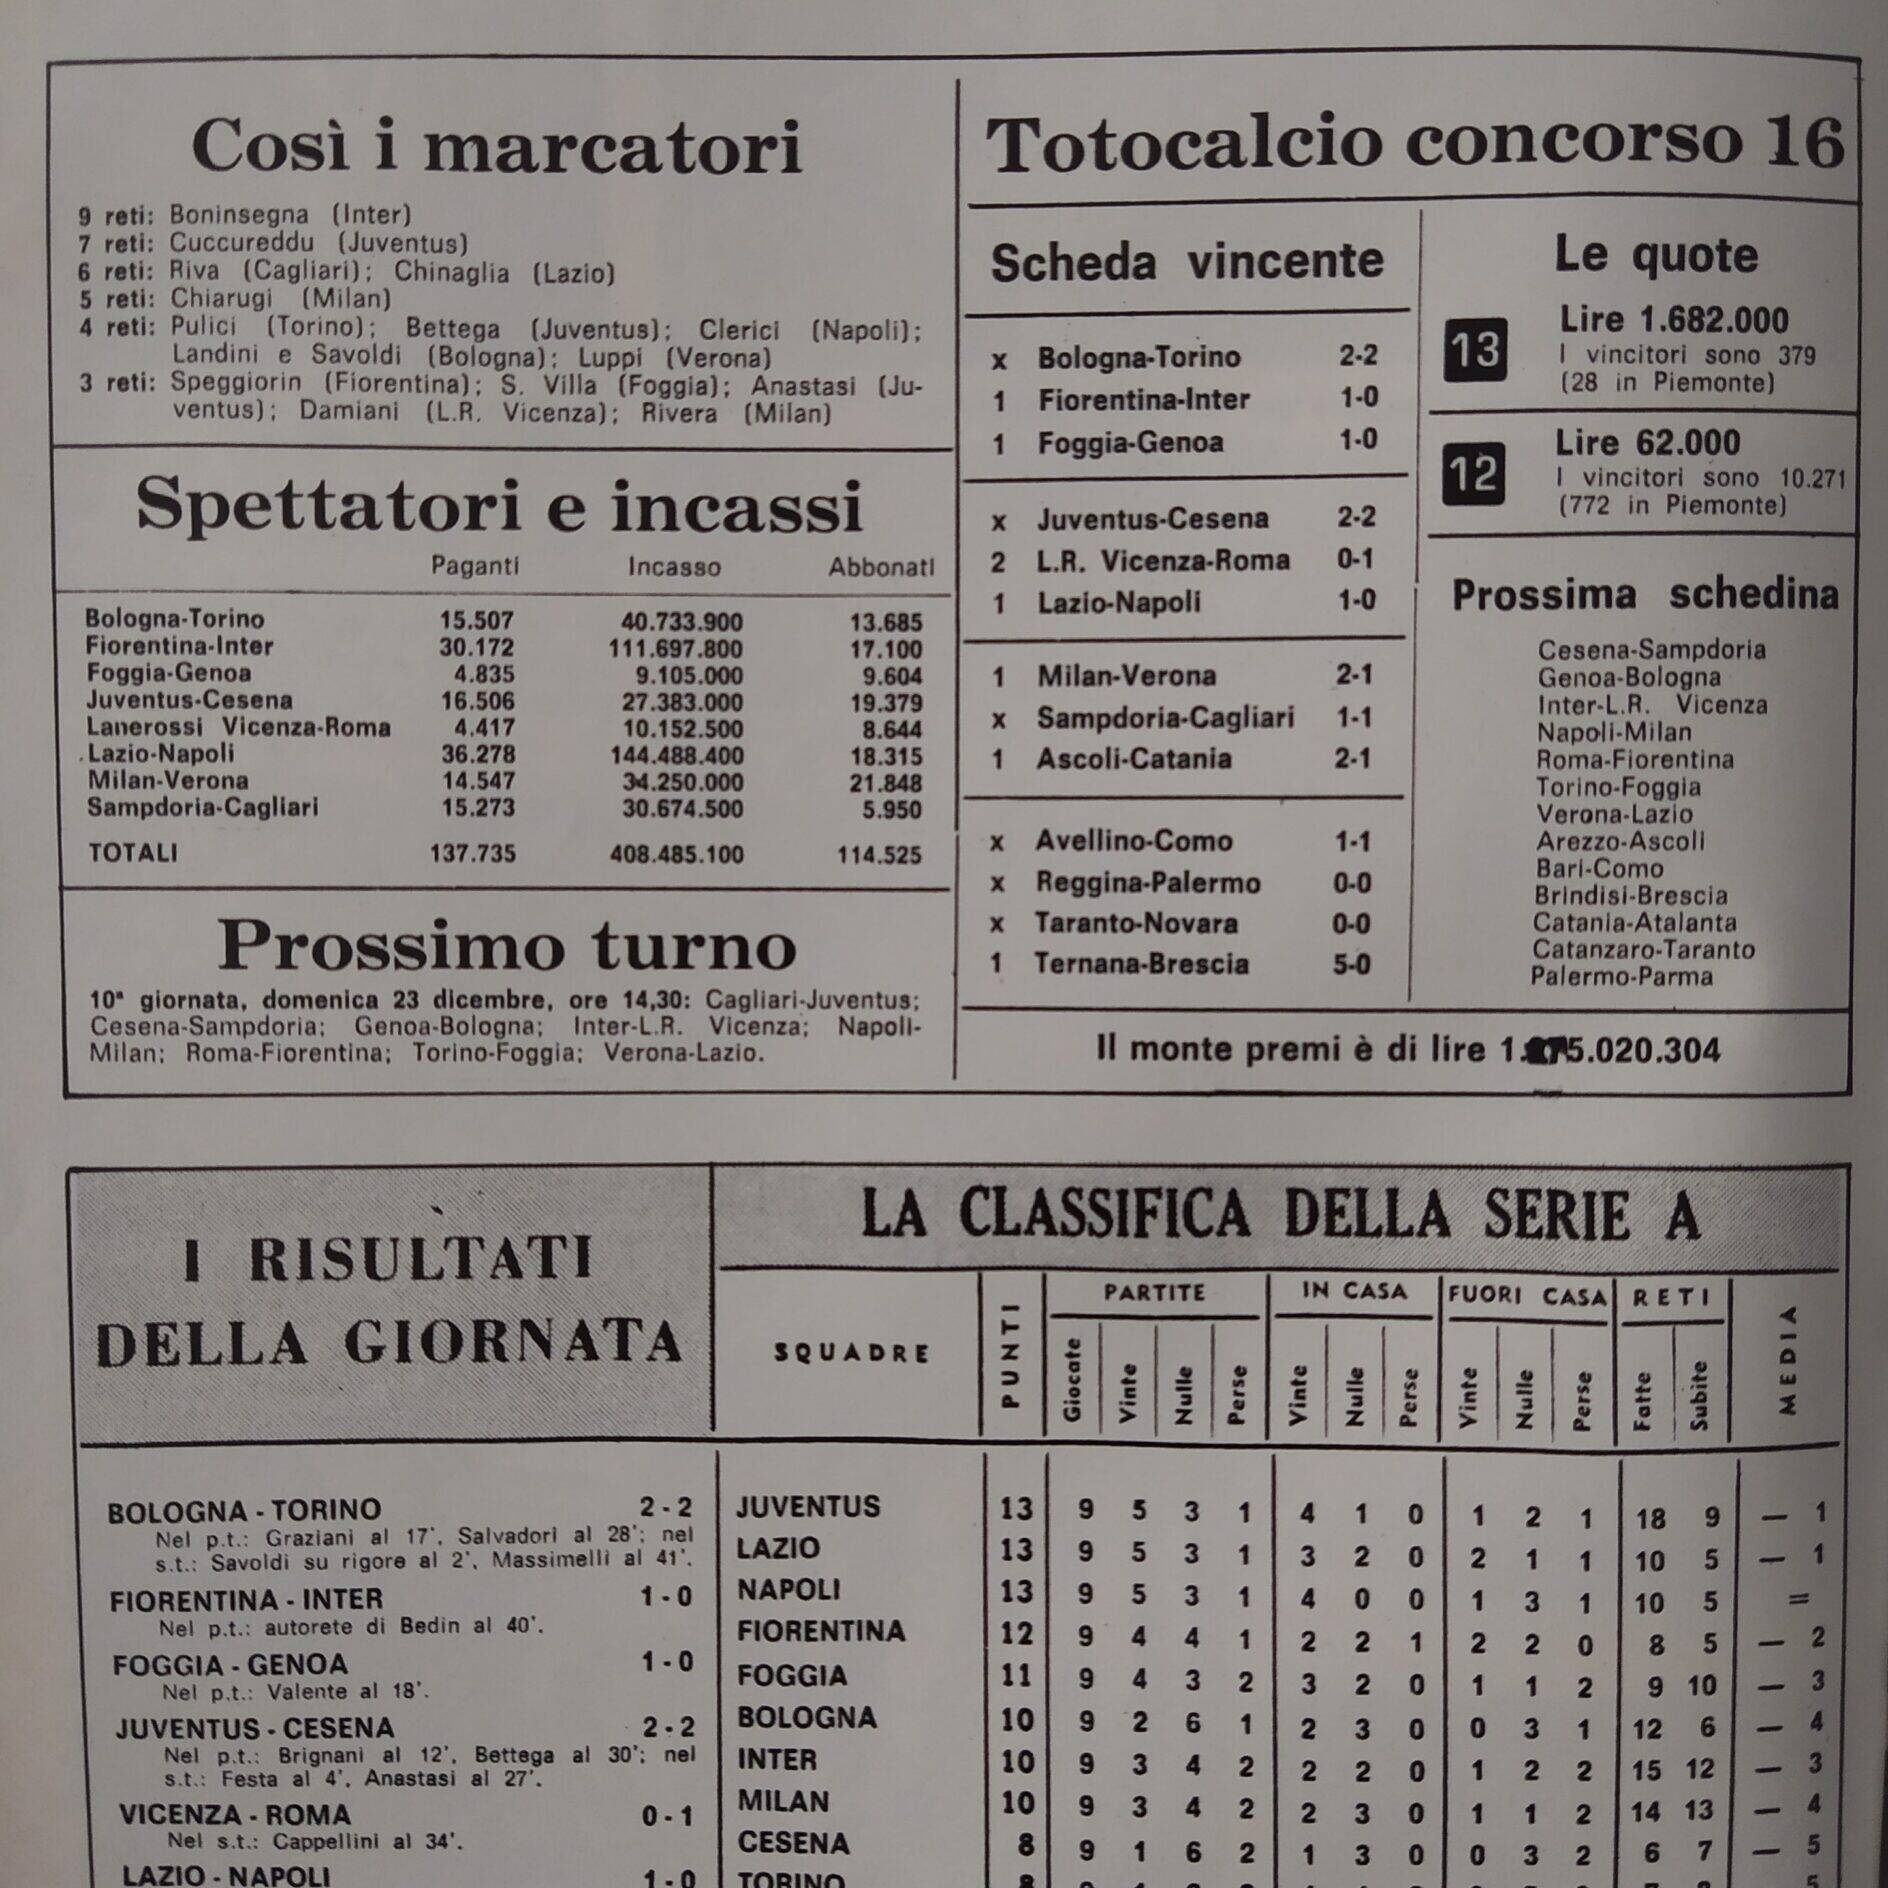 Così i marcatori
9 reti: Boninsegna (Inter)
7 reti: Cuccureddu (Juventus)
6 reti: Riva (Cagliari); Chinaglia (Lazio)
5 reti: Chiarugi (Milan)
4 reti: Pulici (Torino); Bettega (Juventus); Clerici (Napoli);
Landini e Savoldi (Bologna); Luppi (Verona)
3 reti: Speggiorin (Fiorentina); S. Villa (Foggia); Anastasi (Ju-
ventus); Damiani (L.R. Vicenza); Rivera (Milan)
Spettatori e incassi
Paganti Incasso Abbonati
Bologna-Torino 15.507 40.733.900 13.685
Fiorentina-Inter 30.172 111.697.800 17.100
Foggia-Genoa 4.835 9.105.000 9.604
Juventus-Cesena 16.506 27.383.000 19.379
Lanerossi Vicenza-Roma 4.417 10.152.500 8.644
Lazio-Napoli 36.278 144.488.400 18.315
Milan-Verona 14.547 34.250.000 21.848
Sampdoria-Cagliari 15.273 30.674.500 5.950
TOTALI 137.735 408.485.100 114.525
Prossimo turno
10ª giornata, domenica 23 dicembre, ore 14,30: Cagliari-Juventus;
Cesena-Sampdoria; Genoa-Bologna; Inter-L.R. Vicenza; Napoli-
Milan; Roma-Fiorentina; Torino-Foggia; Verona-Lazio.
Totocalcio concorso 16
Scheda vincente
x Bologna-Torino 2-2
1 Fiorentina-Inter 1-0
1 Foggia-Genoa 1-0
x Juventus-Cesena 2-2
2 L.R. Vicenza-Roma 0-1
1 Lazio-Napoli 1-0
1 Milan-Verona 2-1
x Sampdoria-Cagliari 1-1
1 Ascoli-Catania 2-1
x Avellino-Como 1-1
x Reggina-Palermo 0-0
x Taranto-Novara 0-0
1 Ternana-Brescia 5-0
Le quote
13 Lire 1.682.000
I vincitori sono 379
(28 in Piemonte)
12 Lire 62.000
I vincitori sono 10.271
(772 in Piemonte)
Prossima schedina
Cesena-Sampdoria
Genoa-Bologna
Inter-L.R. Vicenza
Napoli-Milan
Roma-Fiorentina
Torino-Foggia
Verona-Lazio
Arezzo-Ascoli
Bari-Como
Brindisi-Brescia
Catania-Atalanta
Catanzaro-Taranto
Palermo-Parma
Il monte premi è di lire
I RISULTATI
DELLA GIORNATA
BOLOGNA - TORINO 2-2
Nel p.t.: Graziani al 17', Salvadori al 28'; nel
s.t.: Savoldi su rigore al 2', Massimelli al 41'.
FIORENTINA - INTER 1-0
Nel p.t.: autorete di Bedin al 40'.
FOGGIA - GENOA 1-0
Nel p.t.: Valente al 18'.
JUVENTUS - CESENA 2-2
Nel p.t.: Brignani al 12', Bettega al 30'; nel
s.t.: Festa al 4', Anastasi al 27'.
VICENZA - ROMA 0-1
Nel s.t.: Cappellini al 34'.
LAZIO - NAPOLI 1-0
LA CLASSIFICA DELLA SERIE A
SQUADRE PUNTI PARTITE IN CASA FUORI CASA RETI MEDIA
Giocate Vinte Nulle Perse Vinte Nulle Perse Vinte Nulle Perse Fatte Subite
JUVENTUS 13 9 5 3 1 4 1 0 1 2 1 18 9 — 1
LAZIO 13 9 5 3 1 3 2 0 2 1 1 10 5 — 1
NAPOLI 13 9 5 3 1 4 0 0 1 3 1 10 5 =
FIORENTINA 12 9 4 4 1 2 2 1 2 2 0 8 5 — 2
FOGGIA 11 9 4 3 2 3 2 0 1 1 2 9 10 — 3
BOLOGNA 10 9 2 6 1 2 3 0 0 3 1 12 6 — 4
INTER 10 9 3 4 2 2 2 0 1 2 2 15 12 — 3
MILAN 10 9 3 4 2 2 3 0 1 1 2 14 13 — 4
CESENA 8 9 1 6 2 1 3 0 0 3 2 6 7 — 5
TORINO 8